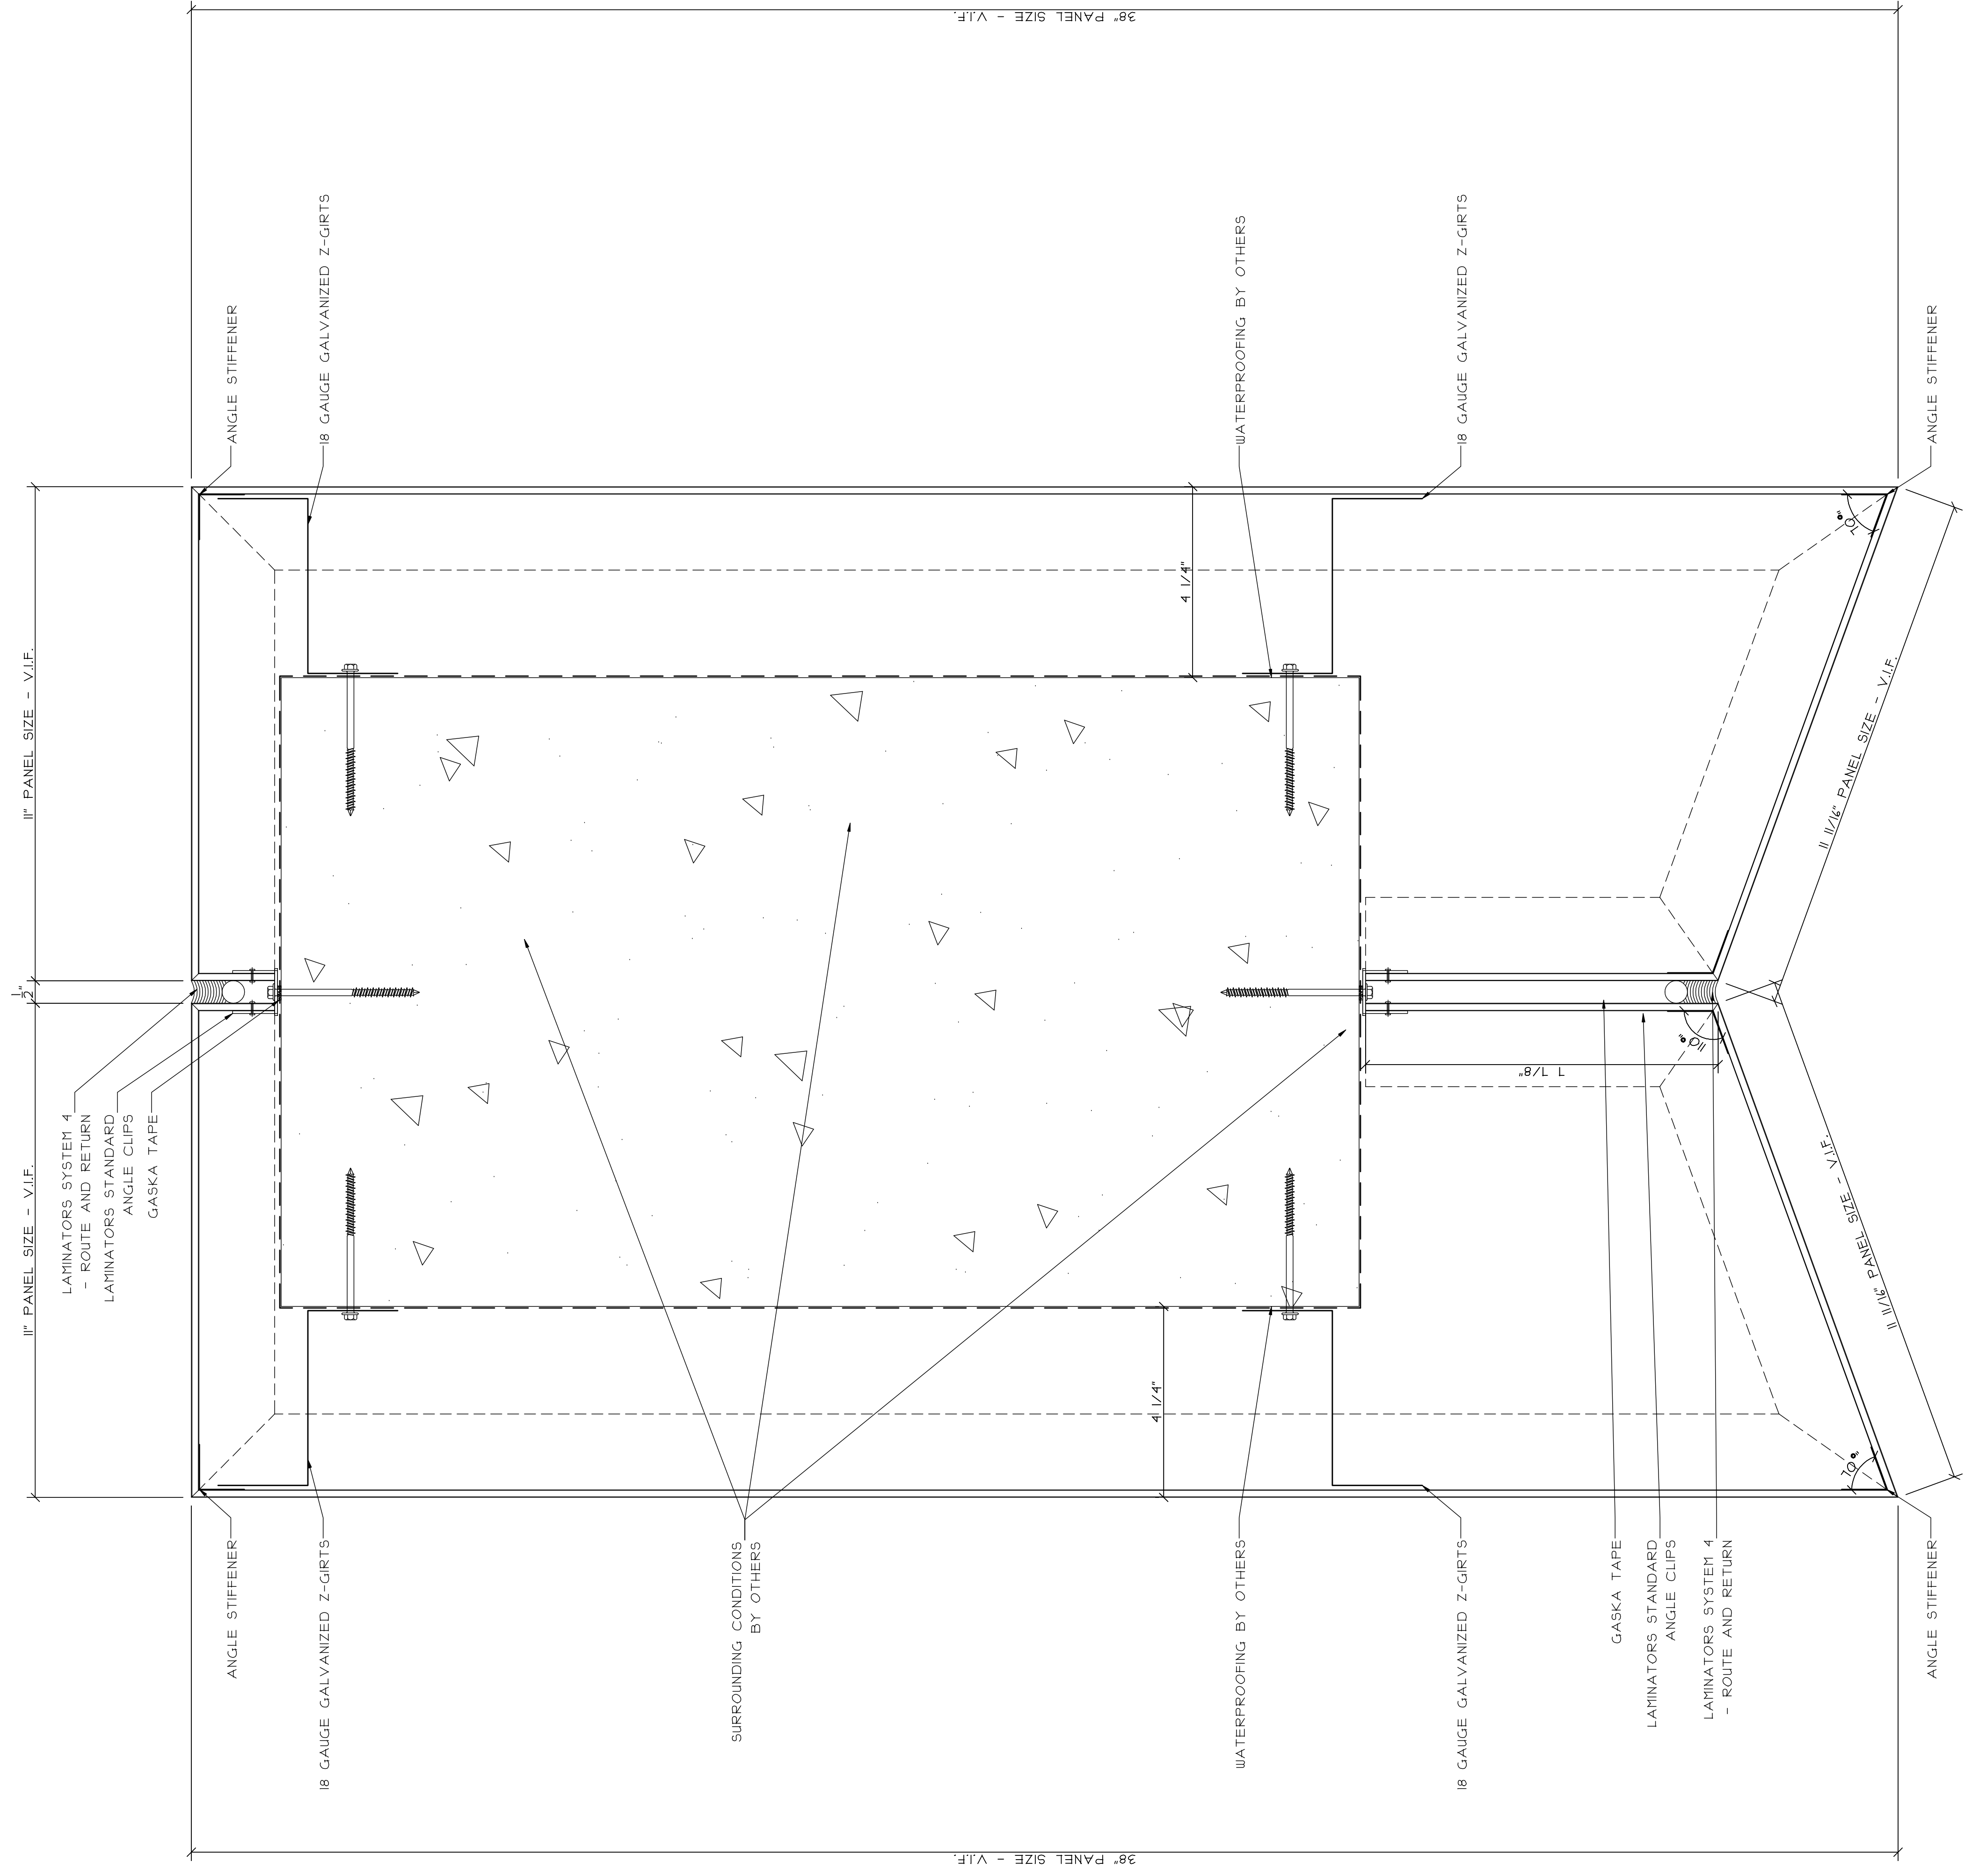 38" PANEL SIZE - V.I.F.
11" PANEL SIZE - V.I.F.
1/2"
11" PANEL SIZE - V.I.F.
LAMINATORS SYSTEM 4
- ROUTE AND RETURN
LAMINATORS STANDARD
ANGLE CLIPS
GASKA TAPE
ANGLE STIFFENER
18 GAUGE GALVANIZED Z-GIRTS
WATERPROOFING BY OTHERS
18 GAUGE GALVANIZED Z-GIRTS
ANGLE STIFFENER
4 1/4"
70.°
11 11/16" PANEL SIZE - V.I.F.
110.°
7 7/8"
4 1/4"
11 11/16" PANEL SIZE - V.I.F.
70.°
ANGLE STIFFENER
18 GAUGE GALVANIZED Z-GIRTS
SURROUNDING CONDITIONS
BY OTHERS
WATERPROOFING BY OTHERS
18 GAUGE GALVANIZED Z-GIRTS
GASKA TAPE
LAMINATORS STANDARD
ANGLE CLIPS
LAMINATORS SYSTEM 4
- ROUTE AND RETURN
ANGLE STIFFENER
38" PANEL SIZE - V.I.F.